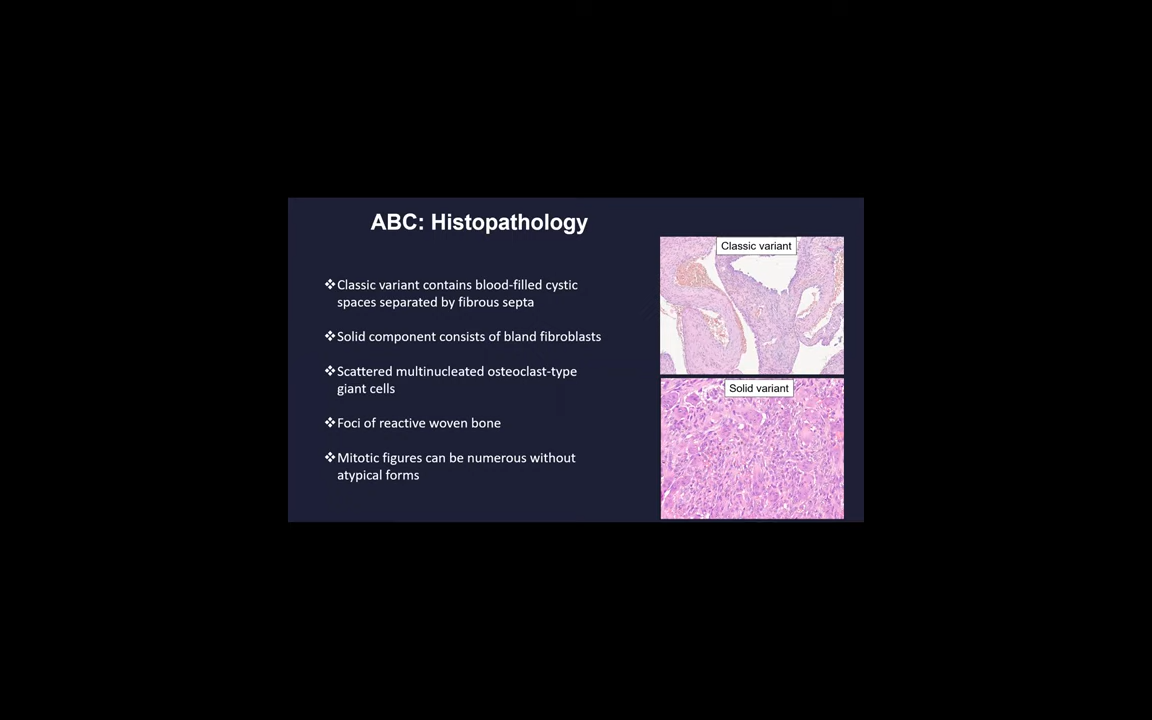 ABC: Histopathology
❖Classic variant contains blood-filled cystic
spaces separated by fibrous septa
❖Solid component consists of bland fibroblasts
❖Scattered multinucleated osteoclast-type
giant cells
❖Foci of reactive woven bone
❖Mitotic figures can be numerous without
atypical forms
Classic variant
Solid variant